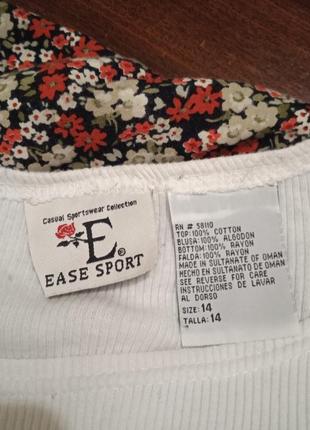 Casual Sportswear Collection
E
EASE SPORT
RN # 58110
TOP:100% COTTON
BLUSA:100% ALGODON
BOTTOM:100% RAYON
FALDA:100% RAYON
MADE IN SULTANATE OF OMAN
HECHO EN SULTANATO DE OMAN
SEE REVERSE FOR CARE
INSTRUCCIONES DE LAVAR
AL DORSO
SIZE:14
TALLA:14